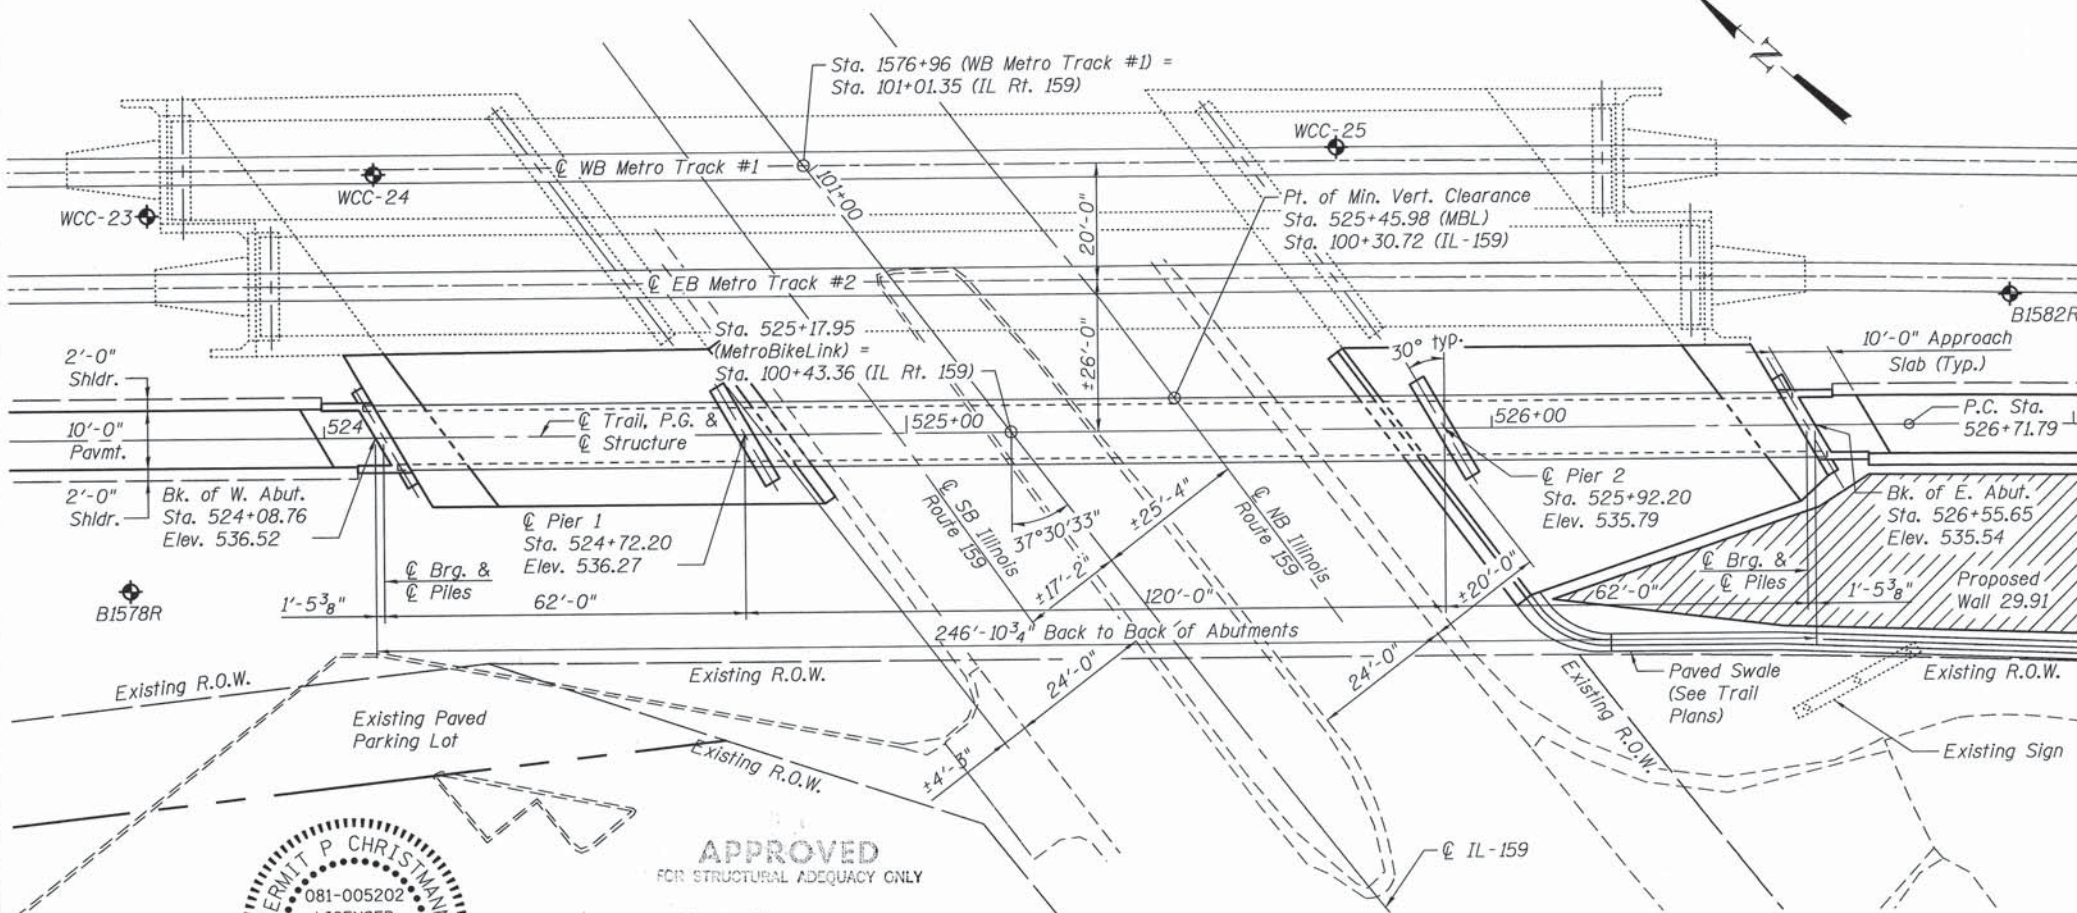 N
Sta. 1576+96 (WB Metro Track #1) =
Sta. 101+01.35 (IL Rt. 159)
WCC-25
℄ WB Metro Track #1
101+00
WCC-24
WCC-23
20'-0"
Pt. of Min. Vert. Clearance
Sta. 525+45.98 (MBL)
Sta. 100+30.72 (IL-159)
℄ EB Metro Track #2
B1582R
Sta. 525+17.95
(MetroBikeLink) =
Sta. 100+43.36 (IL Rt. 159)
±26'-0"
30° typ.
10'-0" Approach
Slab (Typ.)
2'-0"
Shldr.
10'-0"
Pavmt.
2'-0"
Shldr.
524
℄ Trail, P.G. &
℄ Structure
525+00
526+00
P.C. Sta.
526+71.79
Bk. of W. Abut.
Sta. 524+08.76
Elev. 536.52
℄ Pier 1
Sta. 524+72.20
Elev. 536.27
℄ SB Illinois
Route 159
37°30'33"
±25'-4"
±17'-2"
℄ NB Illinois
Route 159
℄ Pier 2
Sta. 525+92.20
Elev. 535.79
Bk. of E. Abut.
Sta. 526+55.65
Elev. 535.54
℄ Brg. &
℄ Piles
℄ Brg. &
℄ Piles
Proposed
Wall 29.91
B1578R
1'-5⅜"
62'-0"
120'-0"
±20'-0"
62'-0"
1'-5⅜"
246'-10¾" Back to Back of Abutments
Existing R.O.W.
Existing R.O.W.
24'-0"
24'-0"
Existing R.O.W.
Paved Swale
(See Trail
Plans)
Existing R.O.W.
Existing Paved
Parking Lot
Existing R.O.W.
±4'-3"
Existing Sign
℄ IL-159
APPROVED
FOR STRUCTURAL ADEQUACY ONLY
ERMIT P CHRISTMANN
081-005202